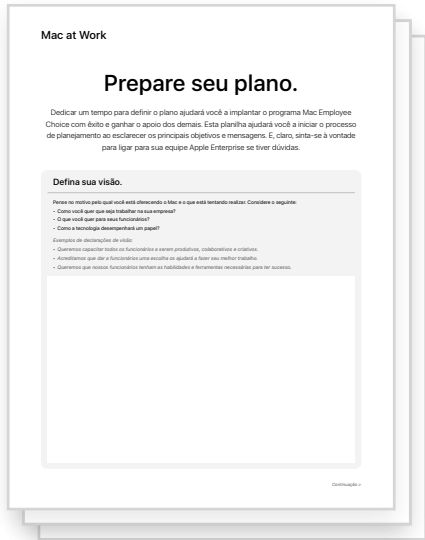 Mac at Work
Prepare seu plano.
Dedicar um tempo para definir o plano ajudará você a implantar o programa Mac Employee
Choice com êxito e ganhar o apoio dos demais. Esta planilha ajudará você a iniciar o processo
de planejamento ao esclarecer os principais objetivos e mensagens. E, claro, sinta-se à vontade
para ligar para sua equipe Apple Enterprise se tiver dúvidas.
Defina sua visão.
Pense no motivo pelo qual você está oferecendo o Mac e o que está tentando realizar. Considere o seguinte:
• Como você quer que seja trabalhar na sua empresa?
• O que você quer para seus funcionários?
• Como a tecnologia desempenhará um papel?
Exemplos de declarações de visão:
• Queremos capacitar todos os funcionários a serem produtivos, colaborativos e criativos.
• Acreditamos que dar a funcionários uma escolha os ajudará a fazer seu melhor trabalho.
• Queremos que nossos funcionários tenham as habilidades e ferramentas necessárias para ter sucesso.
Continuação >